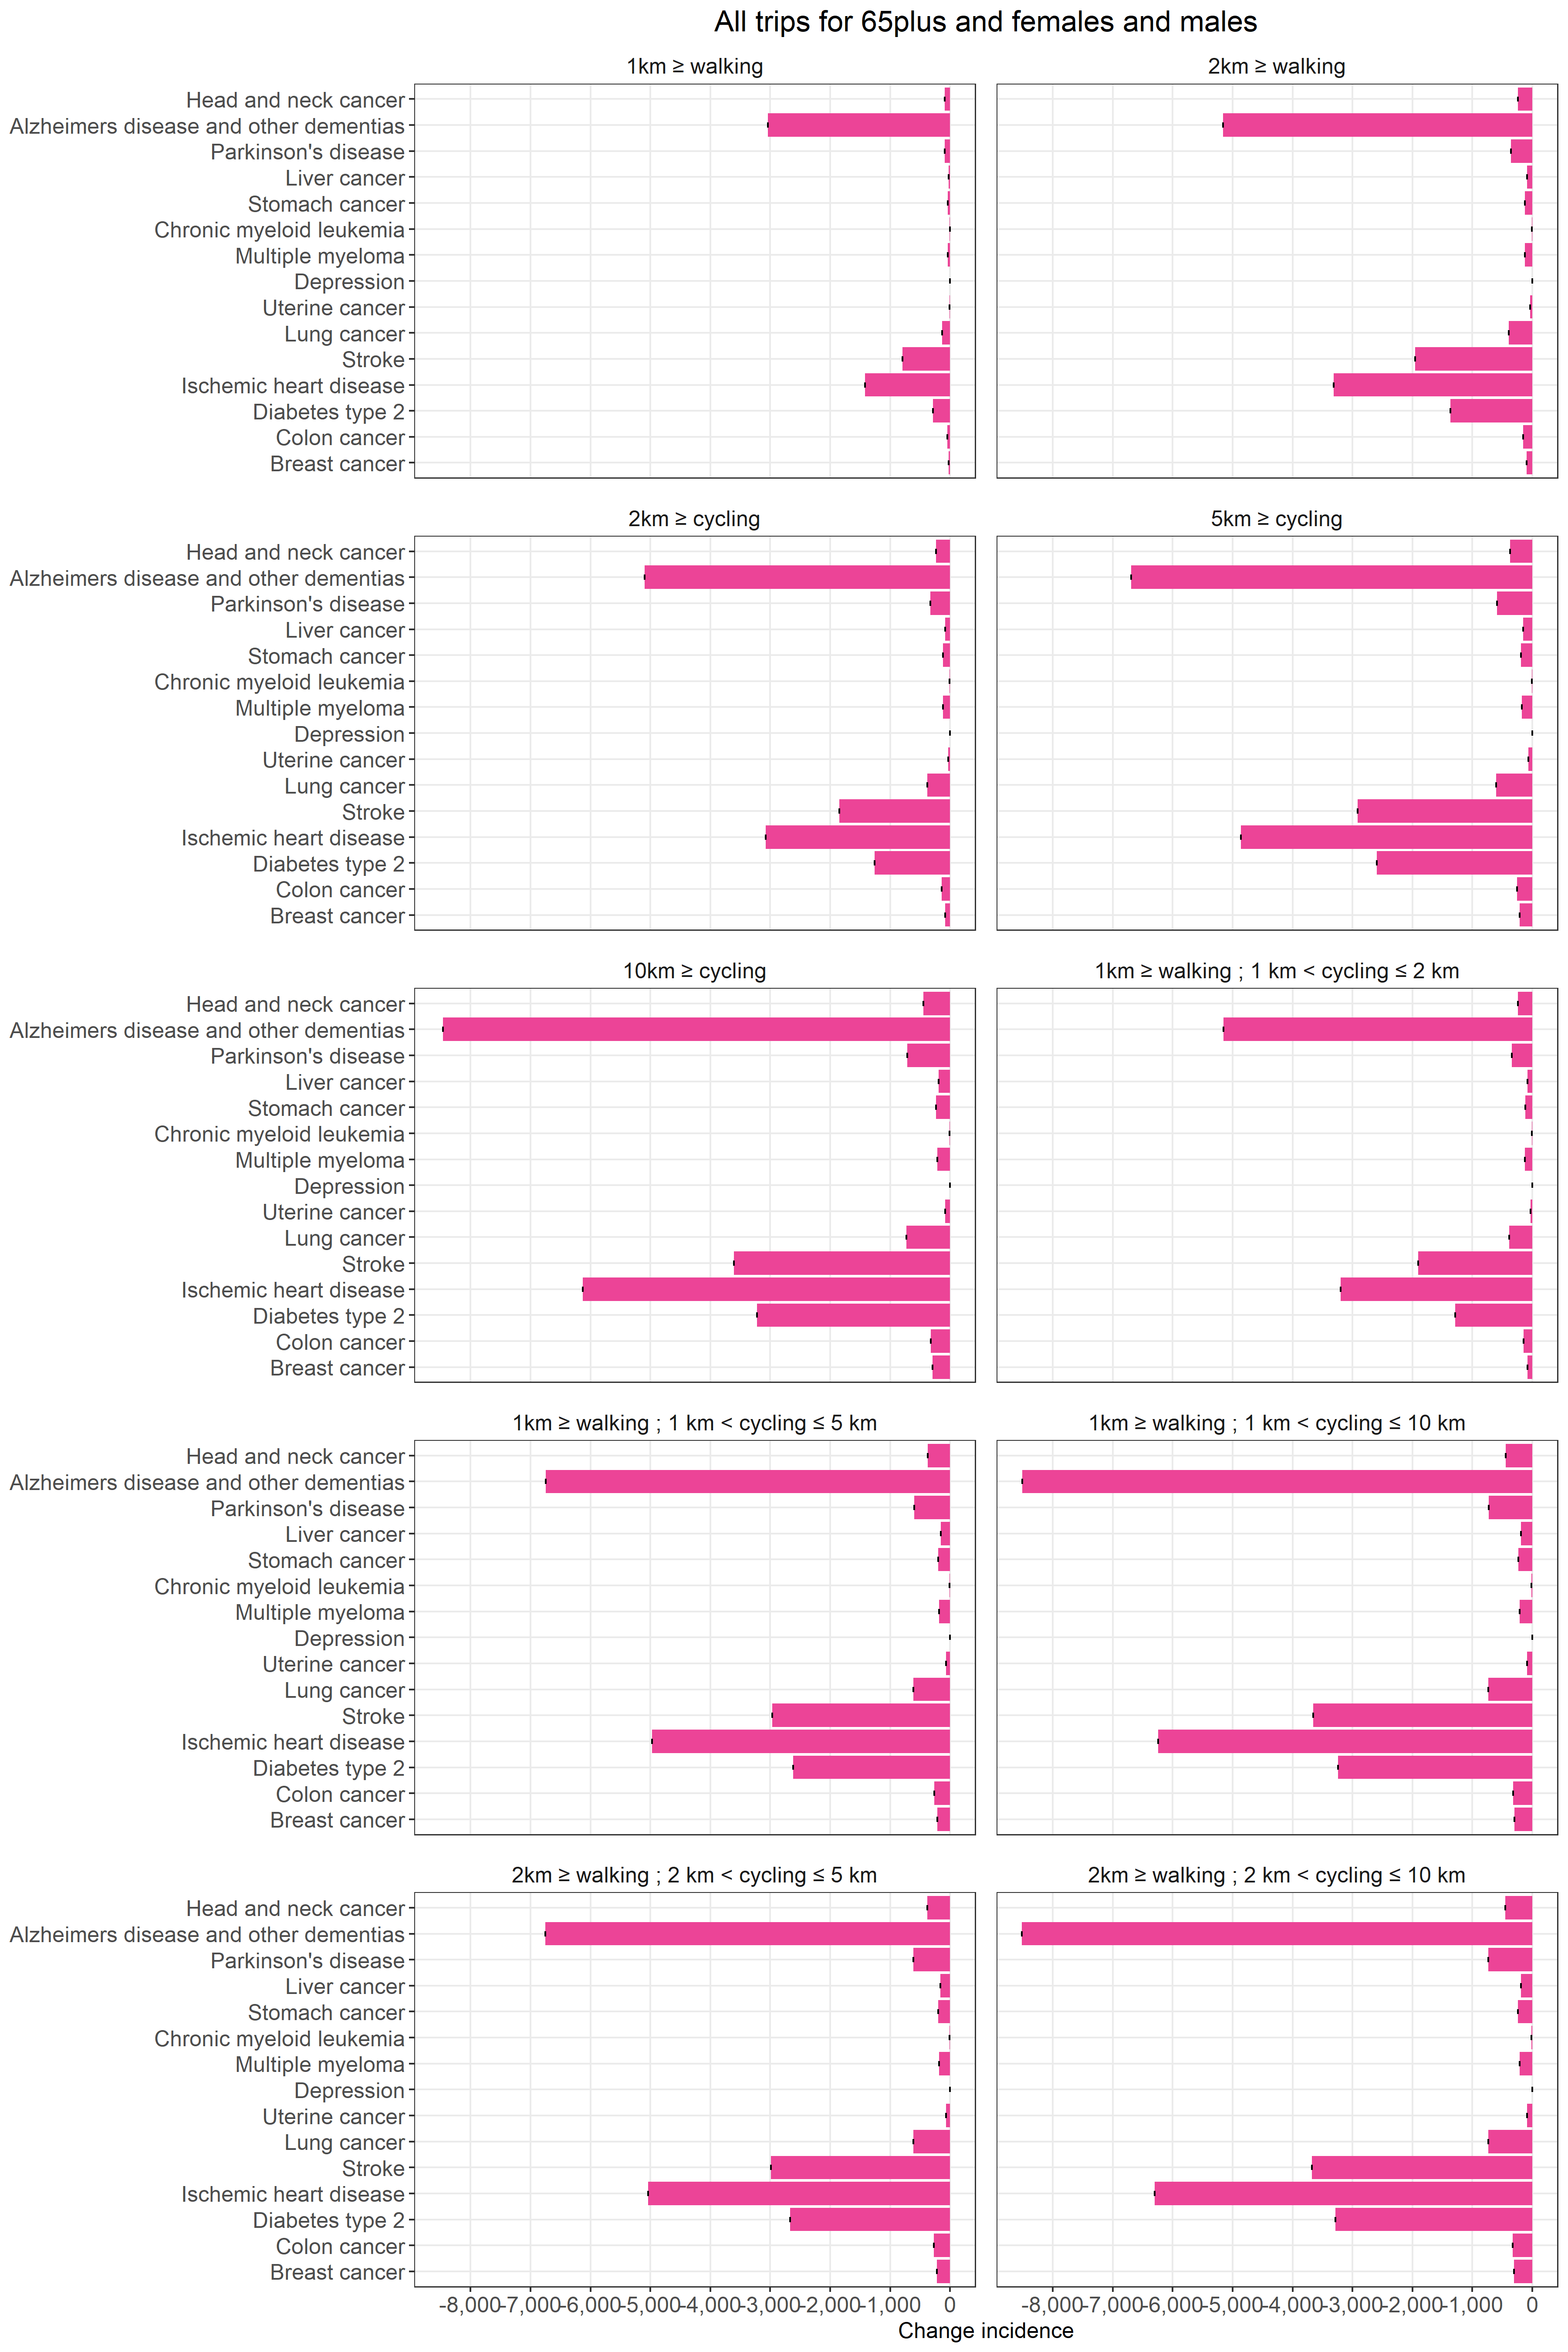 All trips for 65plus and females and males
1km ≥ walking
2km ≥ walking
Head and neck cancer
Alzheimers disease and other dementias
Parkinson's disease
Liver cancer
Stomach cancer
Chronic myeloid leukemia
Multiple myeloma
Depression
Uterine cancer
Lung cancer
Stroke
Ischemic heart disease
Diabetes type 2
Colon cancer
Breast cancer
2km ≥ cycling
5km ≥ cycling
Head and neck cancer
Alzheimers disease and other dementias
Parkinson's disease
Liver cancer
Stomach cancer
Chronic myeloid leukemia
Multiple myeloma
Depression
Uterine cancer
Lung cancer
Stroke
Ischemic heart disease
Diabetes type 2
Colon cancer
Breast cancer
10km ≥ cycling
1km ≥ walking ; 1 km < cycling ≤ 2 km
Head and neck cancer
Alzheimers disease and other dementias
Parkinson's disease
Liver cancer
Stomach cancer
Chronic myeloid leukemia
Multiple myeloma
Depression
Uterine cancer
Lung cancer
Stroke
Ischemic heart disease
Diabetes type 2
Colon cancer
Breast cancer
1km ≥ walking ; 1 km < cycling ≤ 5 km
1km ≥ walking ; 1 km < cycling ≤ 10 km
Head and neck cancer
Alzheimers disease and other dementias
Parkinson's disease
Liver cancer
Stomach cancer
Chronic myeloid leukemia
Multiple myeloma
Depression
Uterine cancer
Lung cancer
Stroke
Ischemic heart disease
Diabetes type 2
Colon cancer
Breast cancer
2km ≥ walking ; 2 km < cycling ≤ 5 km
2km ≥ walking ; 2 km < cycling ≤ 10 km
Head and neck cancer
Alzheimers disease and other dementias
Parkinson's disease
Liver cancer
Stomach cancer
Chronic myeloid leukemia
Multiple myeloma
Depression
Uterine cancer
Lung cancer
Stroke
Ischemic heart disease
Diabetes type 2
Colon cancer
Breast cancer
-8,000 -7,000 -6,000 -5,000 -4,000 -3,000 -2,000 -1,000 0
-8,000 -7,000 -6,000 -5,000 -4,000 -3,000 -2,000 -1,000 0
Change incidence